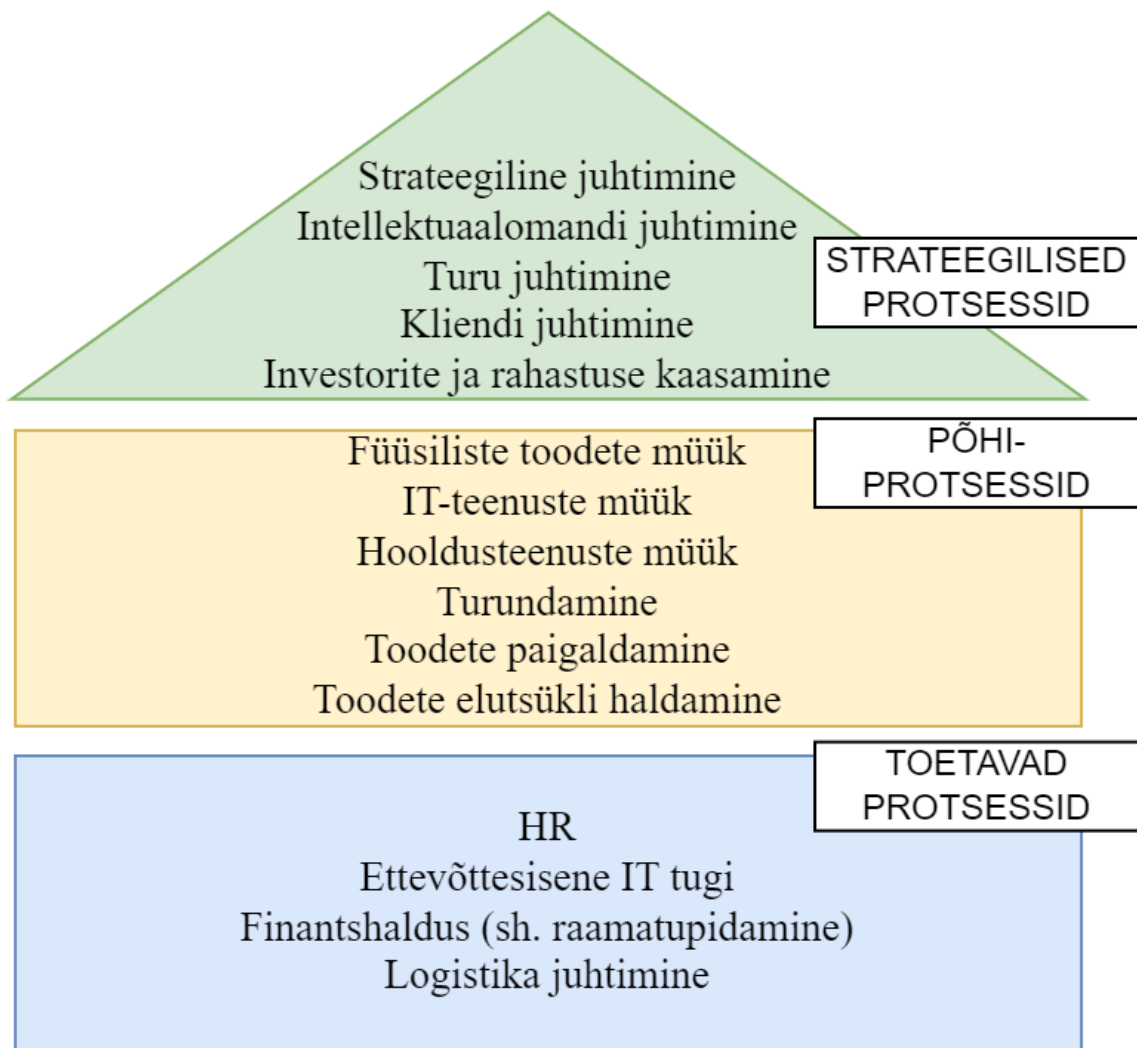 Strateegiline juhtimine
Intellektuaalomandi juhtimine
Turu juhtimine
Kliendi juhtimine
Investorite ja rahastuse kaasamine
STRATEEGILISED
PROTSESSID
Füüsiliste toodete müük
IT-teenuste müük
Hooldusteenuste müük
Turundamine
Toodete paigaldamine
Toodete elutsükli haldamine
PÕHI-
PROTSESSID
HR
Ettevõttesisene IT tugi
Finantshaldus (sh. raamatupidamine)
Logistika juhtimine
TOETAVAD
PROTSESSID